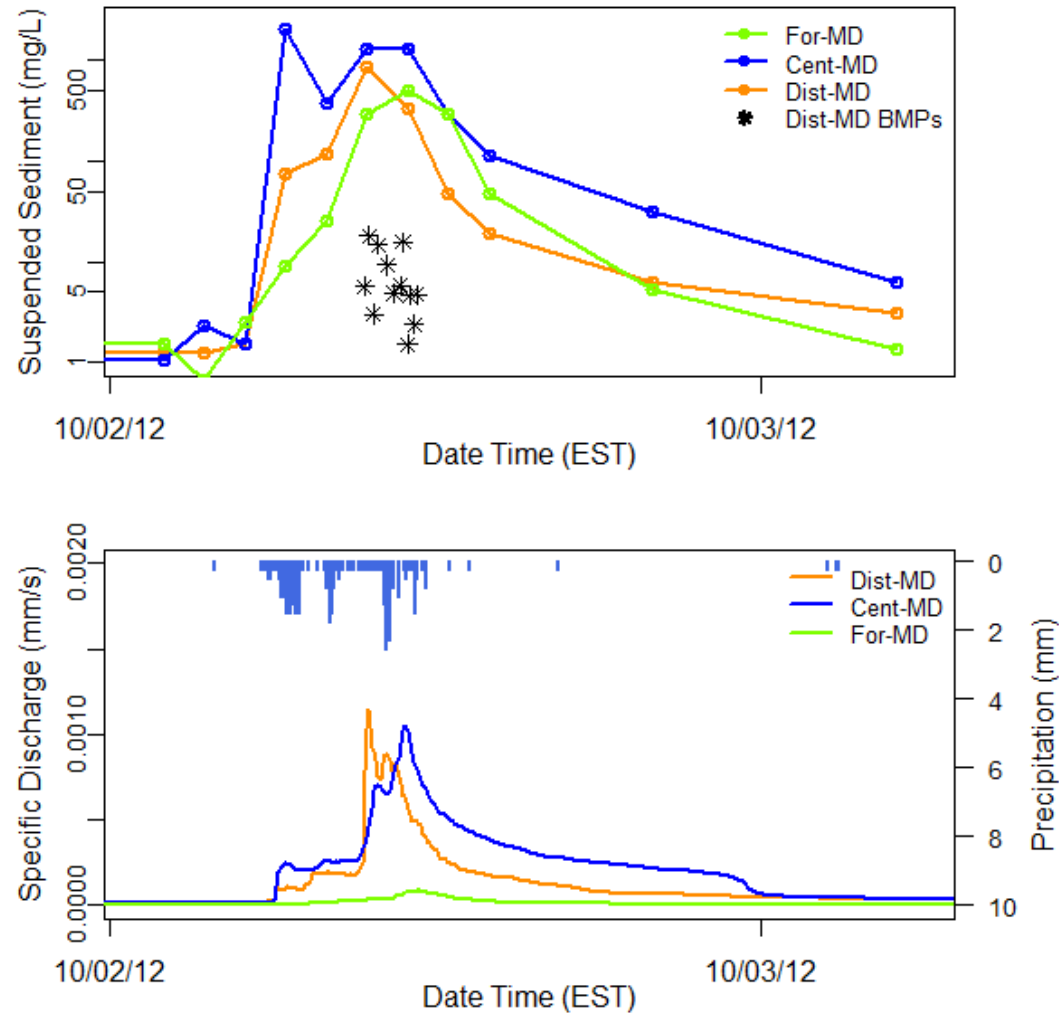 Suspended Sediment (mg/L)
500
50
5
1
For-MD
Cent-MD
Dist-MD
Dist-MD BMPs
10/02/12
10/03/12
Date Time (EST)
Specific Discharge (mm/s)
0.0020
0.0010
0.0000
Dist-MD
Cent-MD
For-MD
0
2
4
6
8
10
Precipitation (mm)
10/02/12
10/03/12
Date Time (EST)